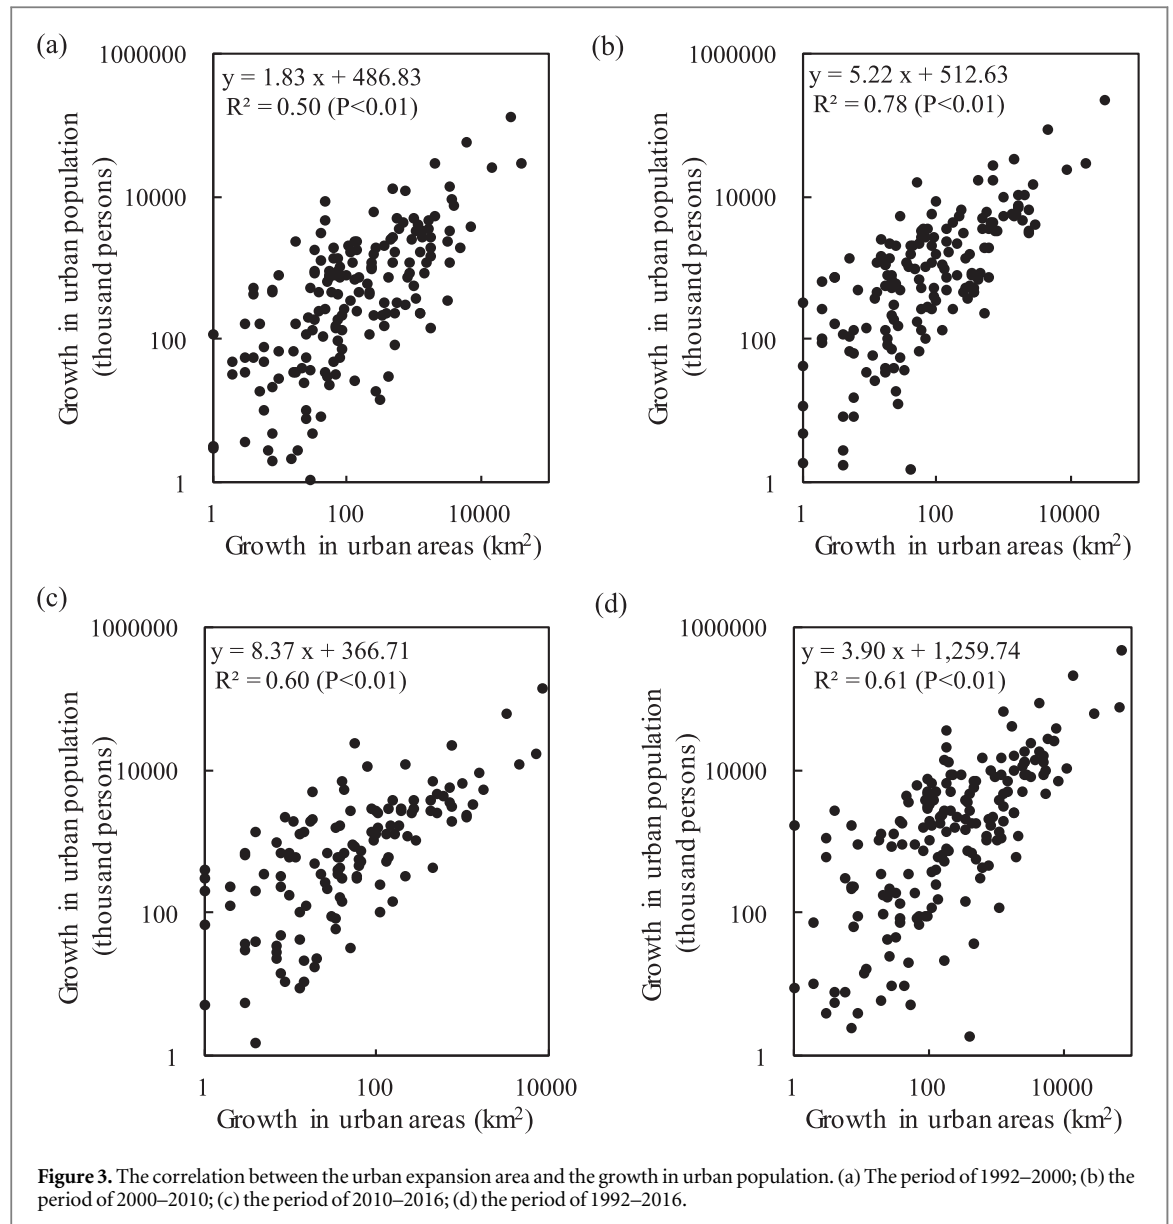 (a)
1000000
y = 1.83 x + 486.83
R² = 0.50 (P<0.01)
10000
100
1
Growth in urban population
(thousand persons)
1 100 10000
Growth in urban areas (km²)
(b)
1000000
y = 5.22 x + 512.63
R² = 0.78 (P<0.01)
10000
100
1
Growth in urban population
(thousand persons)
1 100 10000
Growth in urban areas (km²)
(c)
1000000
y = 8.37 x + 366.71
R² = 0.60 (P<0.01)
10000
100
1
Growth in urban population
(thousand persons)
1 100 10000
Growth in urban areas (km²)
(d)
1000000
y = 3.90 x + 1,259.74
R² = 0.61 (P<0.01)
10000
100
1
Growth in urban population
(thousand persons)
1 100 10000
Growth in urban areas (km²)
Figure 3. The correlation between the urban expansion area and the growth in urban population. (a) The period of 1992–2000; (b) the
period of 2000–2010; (c) the period of 2010–2016; (d) the period of 1992–2016.